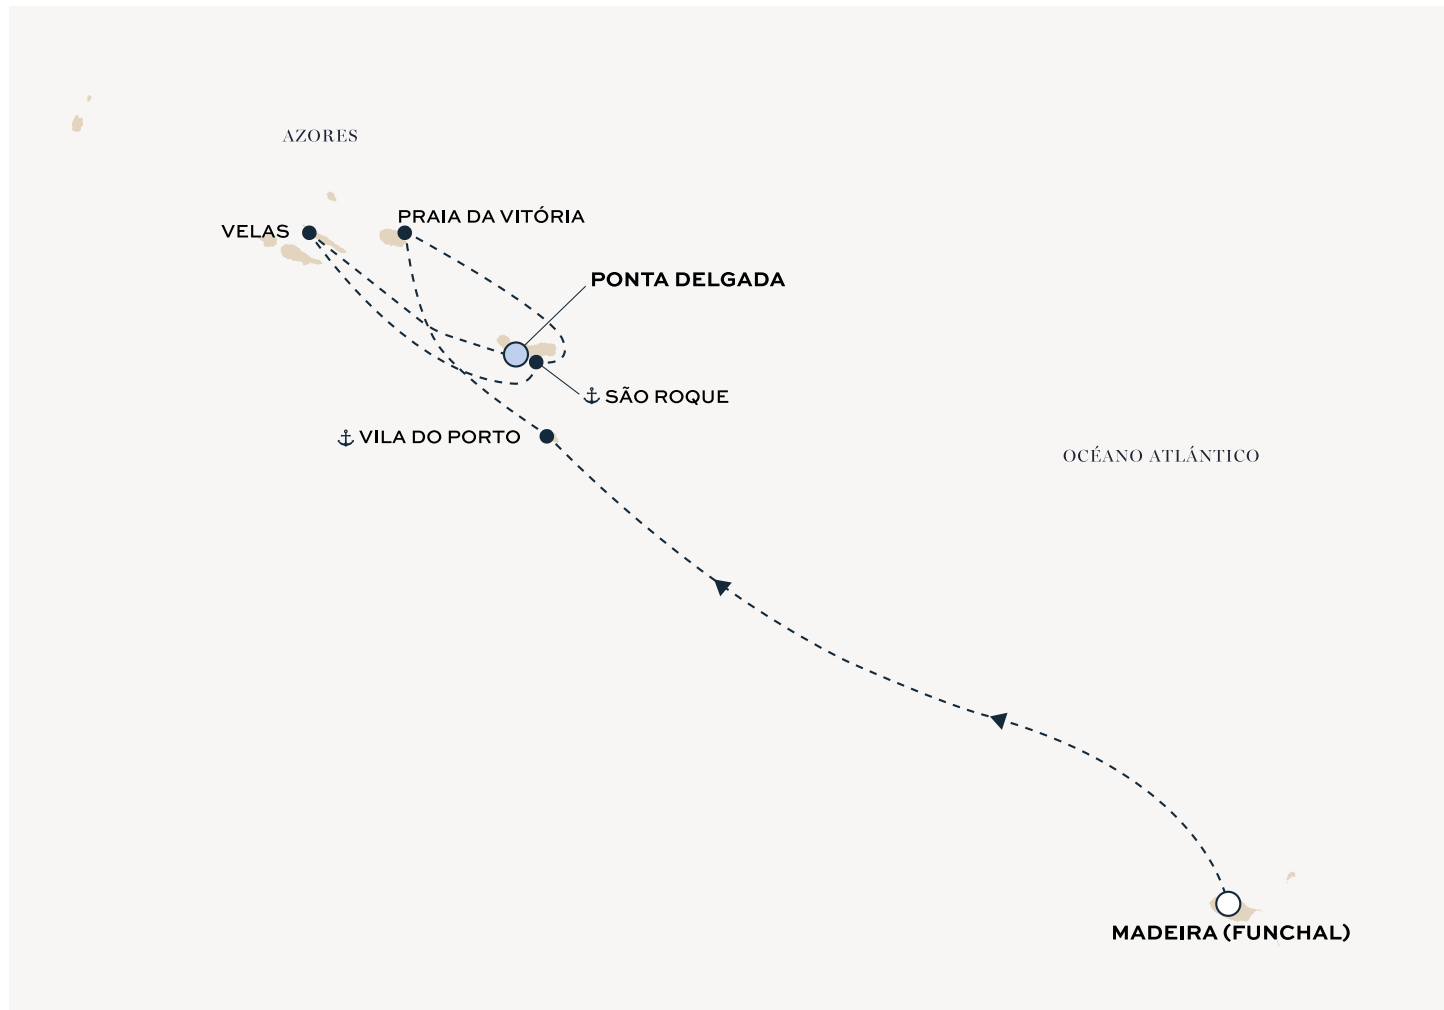 AZORES
PRAIA DA VITÓRIA
VELAS
PONTA DELGADA
SÃO ROQUE
VILA DO PORTO
OCÉANO ATLÁNTICO
MADEIRA (FUNCHAL)